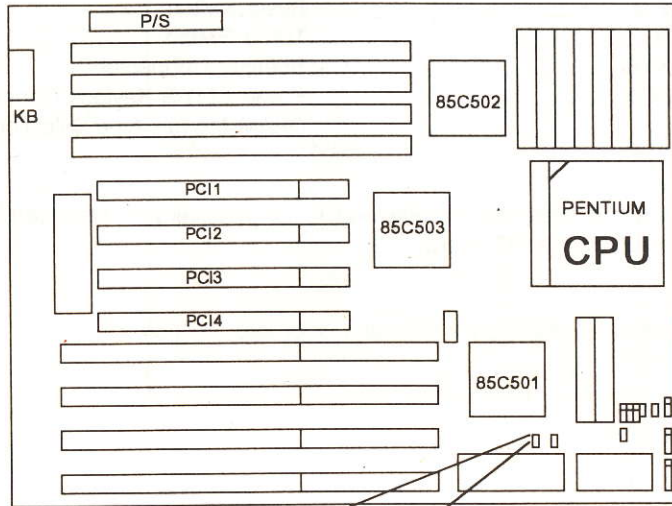 P/S
KB
85C502
PCI1
PCI2
PCI3
PCI4
85C503
PENTIUM
CPU
85C501